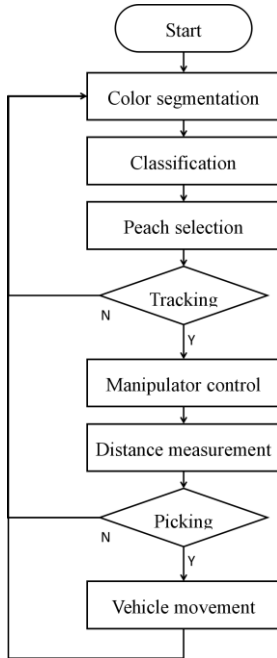 Start
Color segmentation
Classification
Peach selection
Tracking
N
Y
Manipulator control
Distance measurement
Picking
N
Y
Vehicle movement